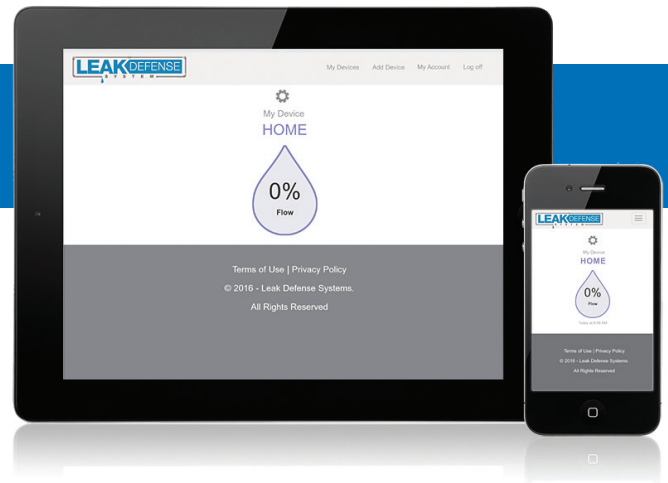 LEAK DEFENSE
SYSTEM
My Devices Add Device My Account Log off
My Device
HOME
0%
Flow
Terms of Use | Privacy Policy
© 2016 - Leak Defense Systems.
All Rights Reserved
LEAK DEFENSE
SYSTEM
My Device
HOME
0%
Flow
Terms of Use | Privacy Policy
© 2016 - Leak Defense Systems.
All Rights Reserved